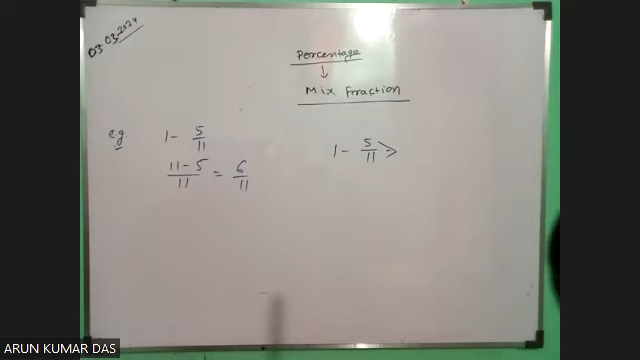 03.03.2024
Percentage
↓
Mix Frraction
e.g. 1 - 5/11
11-5/11 = 6/11
1 - 5/11 >
ARUN KUMAR DAS